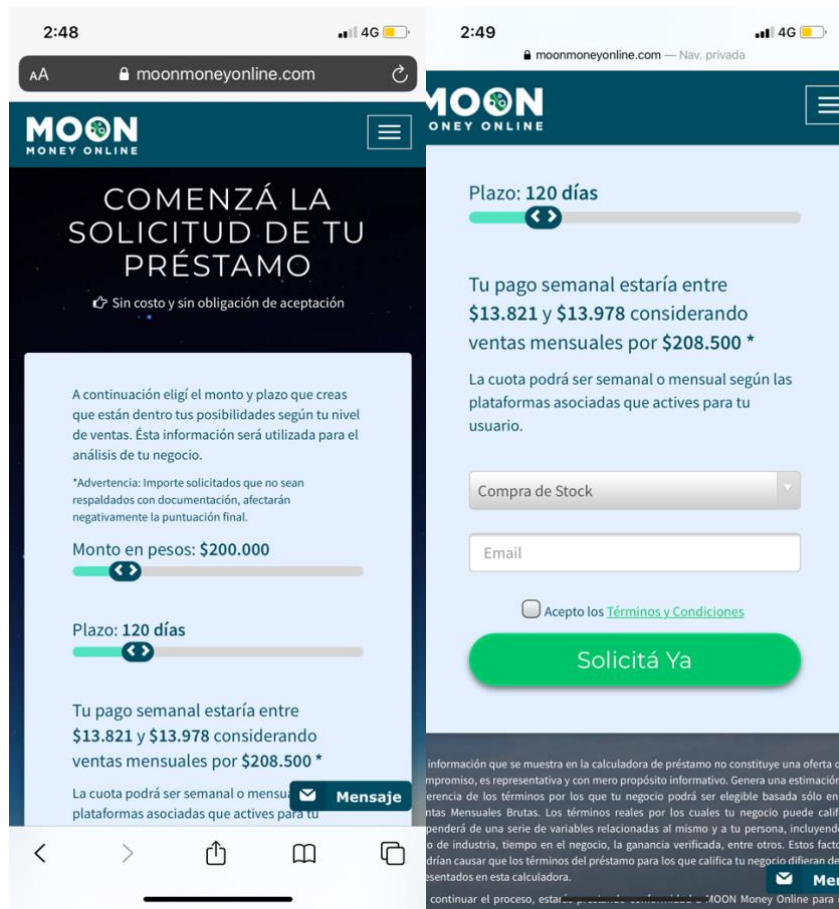 2:48
4G
AA
moonmoneyonline.com
MOON
MONEY ONLINE
COMENZÁ LA
SOLICITUD DE TU
PRÉSTAMO
Sin costo y sin obligación de aceptación
A continuación eligí el monto y plazo que creas
que están dentro tus posibilidades según tu nivel
de ventas. Ésta información será utilizada para el
análisis de tu negocio.
*Advertencia: Importe solicitados que no sean
respaldados con documentación, afectarán
negativamente la puntuación final.
Monto en pesos: $200.000
Plazo: 120 días
Tu pago semanal estaría entre
$13.821 y $13.978 considerando
ventas mensuales por $208.500 *
La cuota podrá ser semanal o mensua
Mensaje
plataformas asociadas que actives para tu
2:49
4G
moonmoneyonline.com — Nav. privada
MOON
ONEY ONLINE
Plazo: 120 días
Tu pago semanal estaría entre
$13.821 y $13.978 considerando
ventas mensuales por $208.500 *
La cuota podrá ser semanal o mensual según las
plataformas asociadas que actives para tu
usuario.
Compra de Stock
Email
Acepto los Términos y Condiciones
Solicitá Ya
información que se muestra en la calculadora de préstamo no constituye una oferta
mpromiso, es representativa y con mero propósito informativo. Genera una estimación
erencia de los términos por los que tu negocio podrá ser elegible basada sólo en
ntas Mensuales Brutas. Los términos reales por los cuales tu negocio puede calif
penderá de una serie de variables relacionadas al mismo y a tu persona, incluyend
o de industria, tiempo en el negocio, la ganancia verificada, entre otros. Estos facto
drían causar que los términos del préstamo para los que califica tu negocio difieran de
esentados en esta calculadora.
Men
continuar el proceso, estarás prestando conformidad a MOON Money Online para